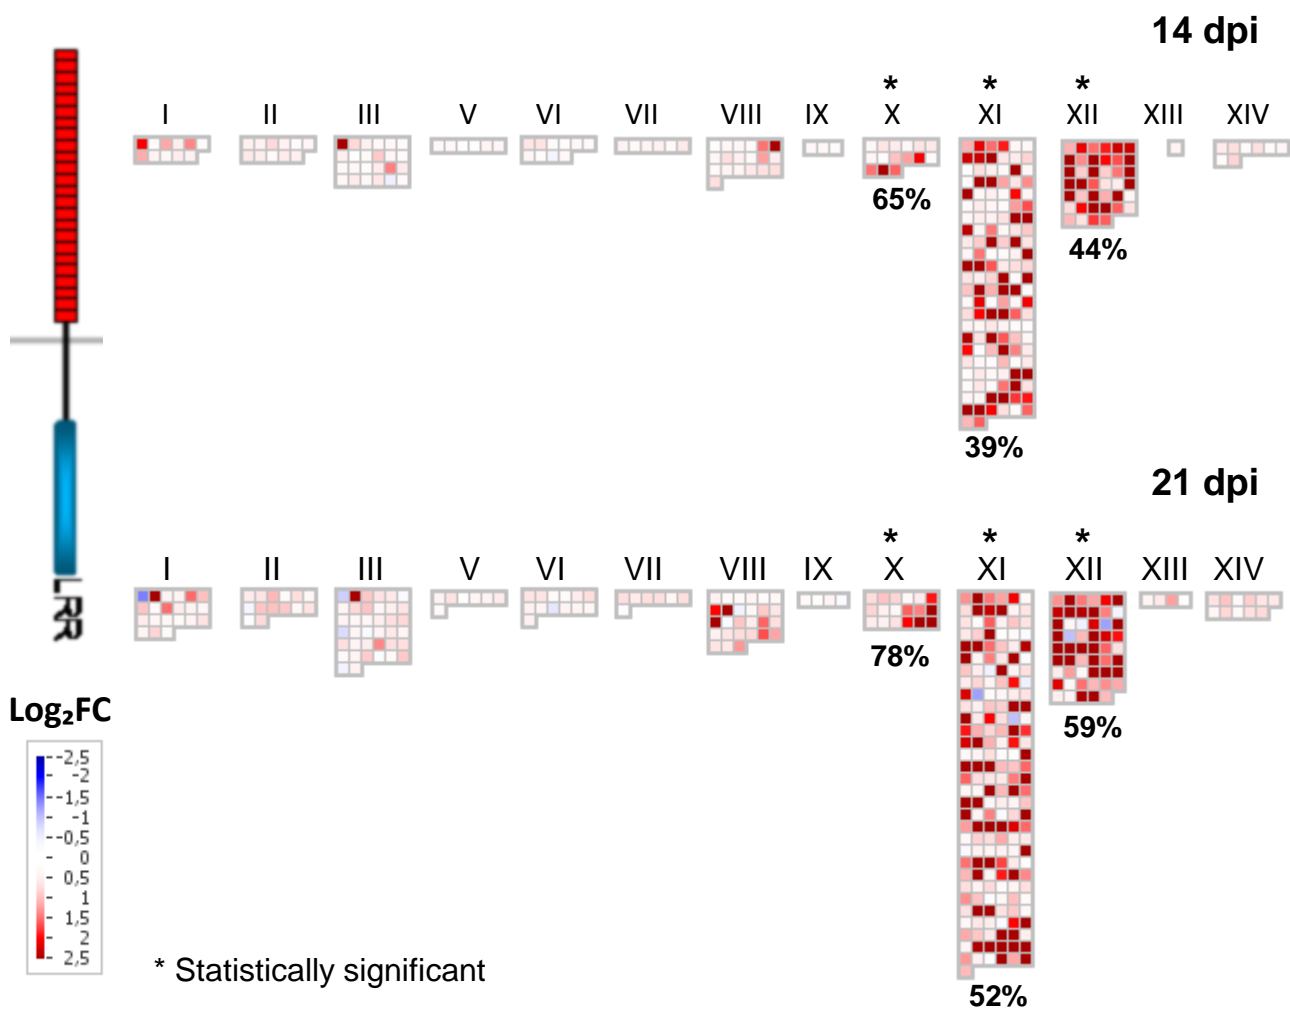 14 dpi
* * *
I II III V VI VII VIII IX X XI XII XIII XIV
65%
44%
39%
21 dpi
* * *
I II III V VI VII VIII IX X XI XII XIII XIV
78%
59%
52%
LRR
Log₂FC
-2,5
-2
-1,5
-1
-0,5
0
0,5
1
1,5
2
2,5
* Statistically significant